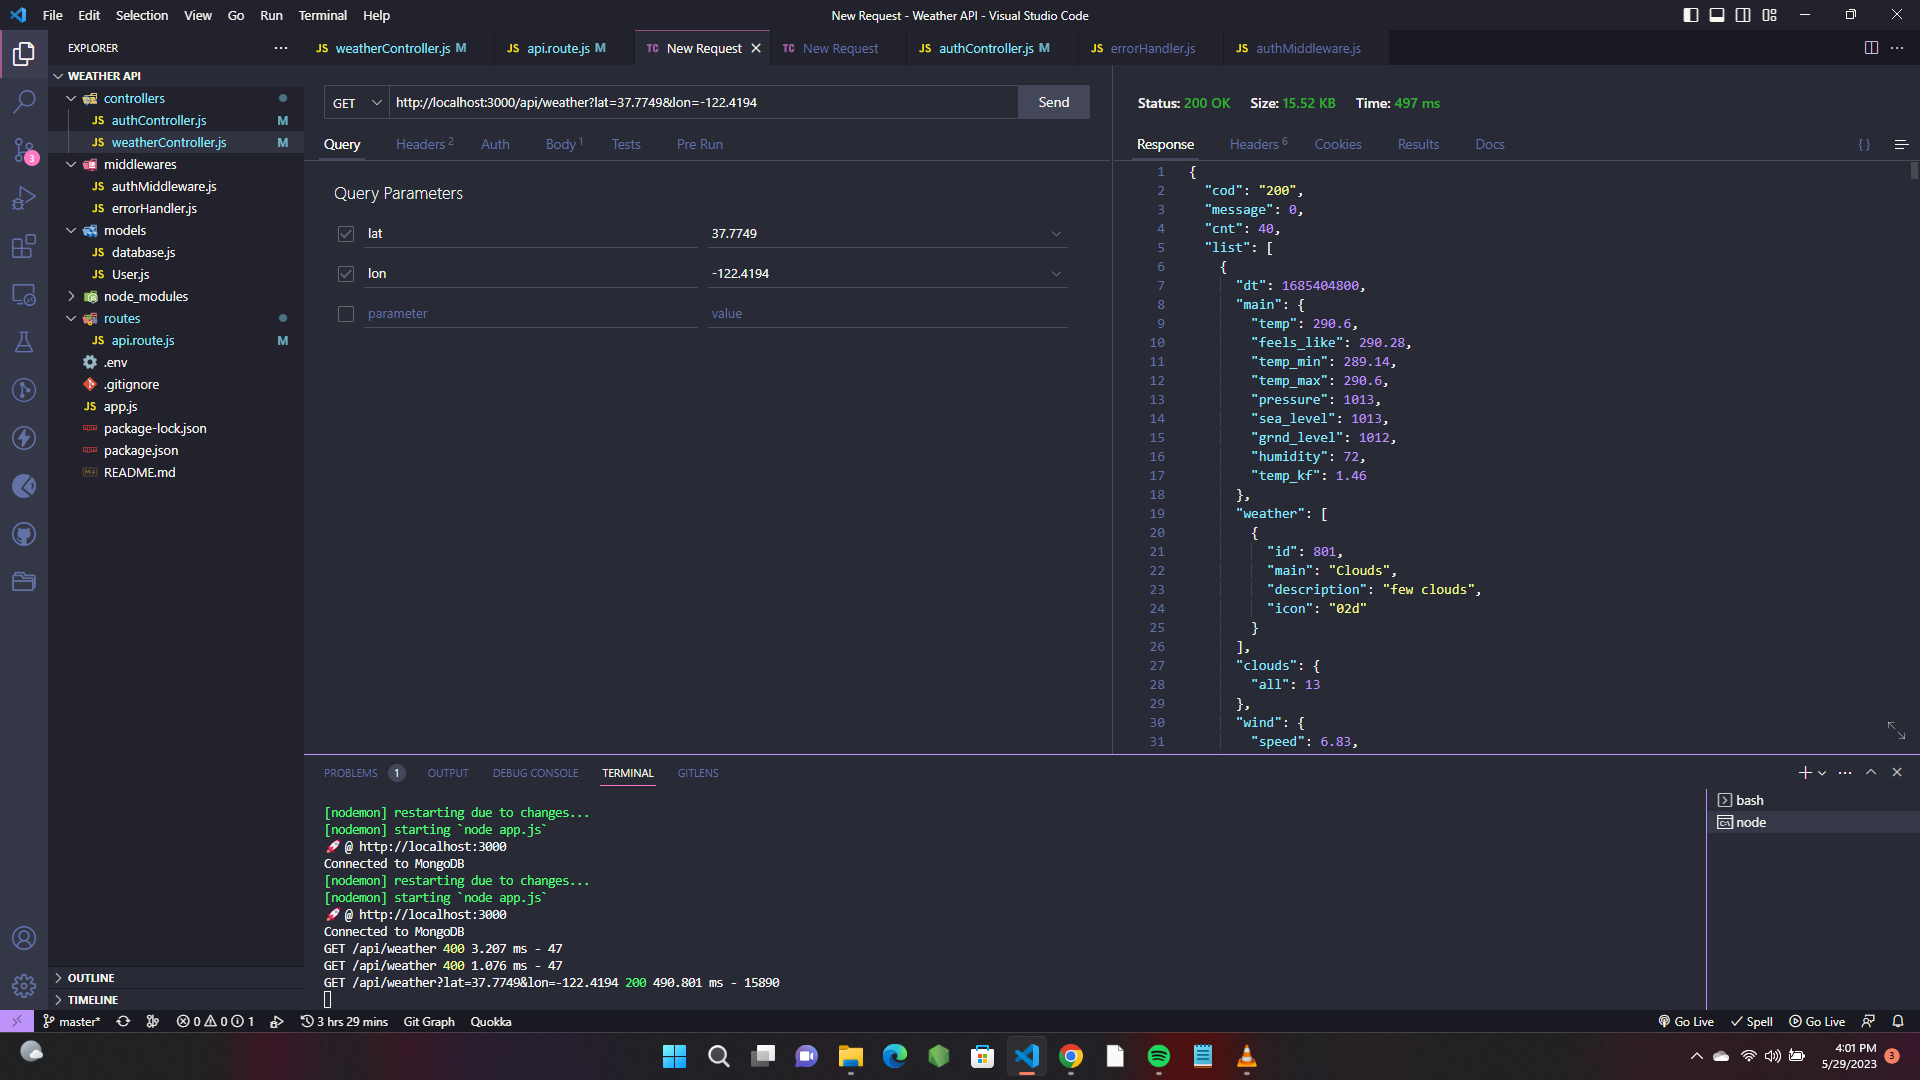 File Edit Selection View Go Run Terminal Help
New Request - Weather API - Visual Studio Code
EXPLORER
WEATHER API
controllers
JS authController.js M
JS weatherController.js M
middlewares
JS authMiddleware.js
JS errorHandler.js
models
JS database.js
JS User.js
node_modules
routes
JS api.route.js M
.env
.gitignore
JS app.js
package-lock.json
package.json
README.md
OUTLINE
TIMELINE
3
JS weatherController.js M
JS api.route.js M
TC New Request
TC New Request
JS authController.js M
JS errorHandler.js
JS authMiddleware.js
GET http://localhost:3000/api/weather?lat=37.7749&lon=-122.4194 Send
Query Headers 2 Auth Body 1 Tests Pre Run
Query Parameters
lat 37.7749
lon -122.4194
parameter value
Status: 200 OK Size: 15.52 KB Time: 497 ms
Response Headers 6 Cookies Results Docs { }
1 {
2 "cod": "200",
3 "message": 0,
4 "cnt": 40,
5 "list": [
6 {
7 "dt": 1685404800,
8 "main": {
9 "temp": 290.6,
10 "feels_like": 290.28,
11 "temp_min": 289.14,
12 "temp_max": 290.6,
13 "pressure": 1013,
14 "sea_level": 1013,
15 "grnd_level": 1012,
16 "humidity": 72,
17 "temp_kf": 1.46
18 },
19 "weather": [
20 {
21 "id": 801,
22 "main": "Clouds",
23 "description": "few clouds",
24 "icon": "02d"
25 }
26 ],
27 "clouds": {
28 "all": 13
29 },
30 "wind": {
31 "speed": 6.83,
PROBLEMS 1 OUTPUT DEBUG CONSOLE TERMINAL GITLENS
[nodemon] restarting due to changes...
[nodemon] starting `node app.js`
🚀 @ http://localhost:3000
Connected to MongoDB
[nodemon] restarting due to changes...
[nodemon] starting `node app.js`
🚀 @ http://localhost:3000
Connected to MongoDB
GET /api/weather 400 3.207 ms - 47
GET /api/weather 400 1.076 ms - 47
GET /api/weather?lat=37.7749&lon=-122.4194 200 490.801 ms - 15890
bash
node
master* 0 0 1 3 hrs 29 mins Git Graph Quokka
Go Live Spell Go Live
4:01 PM
5/29/2023
3